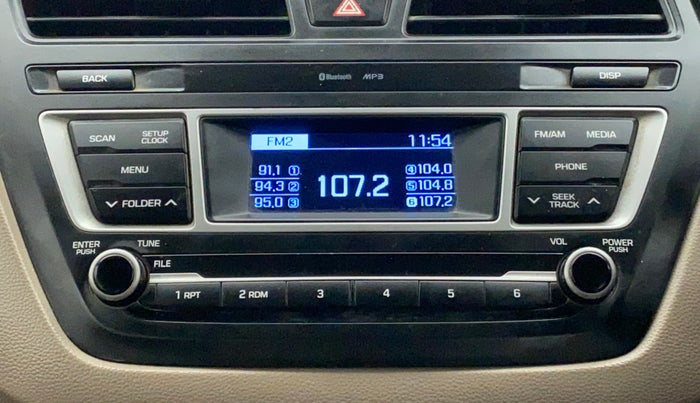 BACK
Bluetooth MP3
DISP
SCAN SETUP CLOCK
MENU
FOLDER
FM2 11:54
91.1 1
94.3 2
95.0 3
107.2
4 104.0
5 104.8
6 107.2
FM/AM MEDIA
PHONE
SEEK TRACK
ENTER PUSH
TUNE
FILE
VOL
POWER PUSH
1 RPT 2 RDM 3 4 5 6